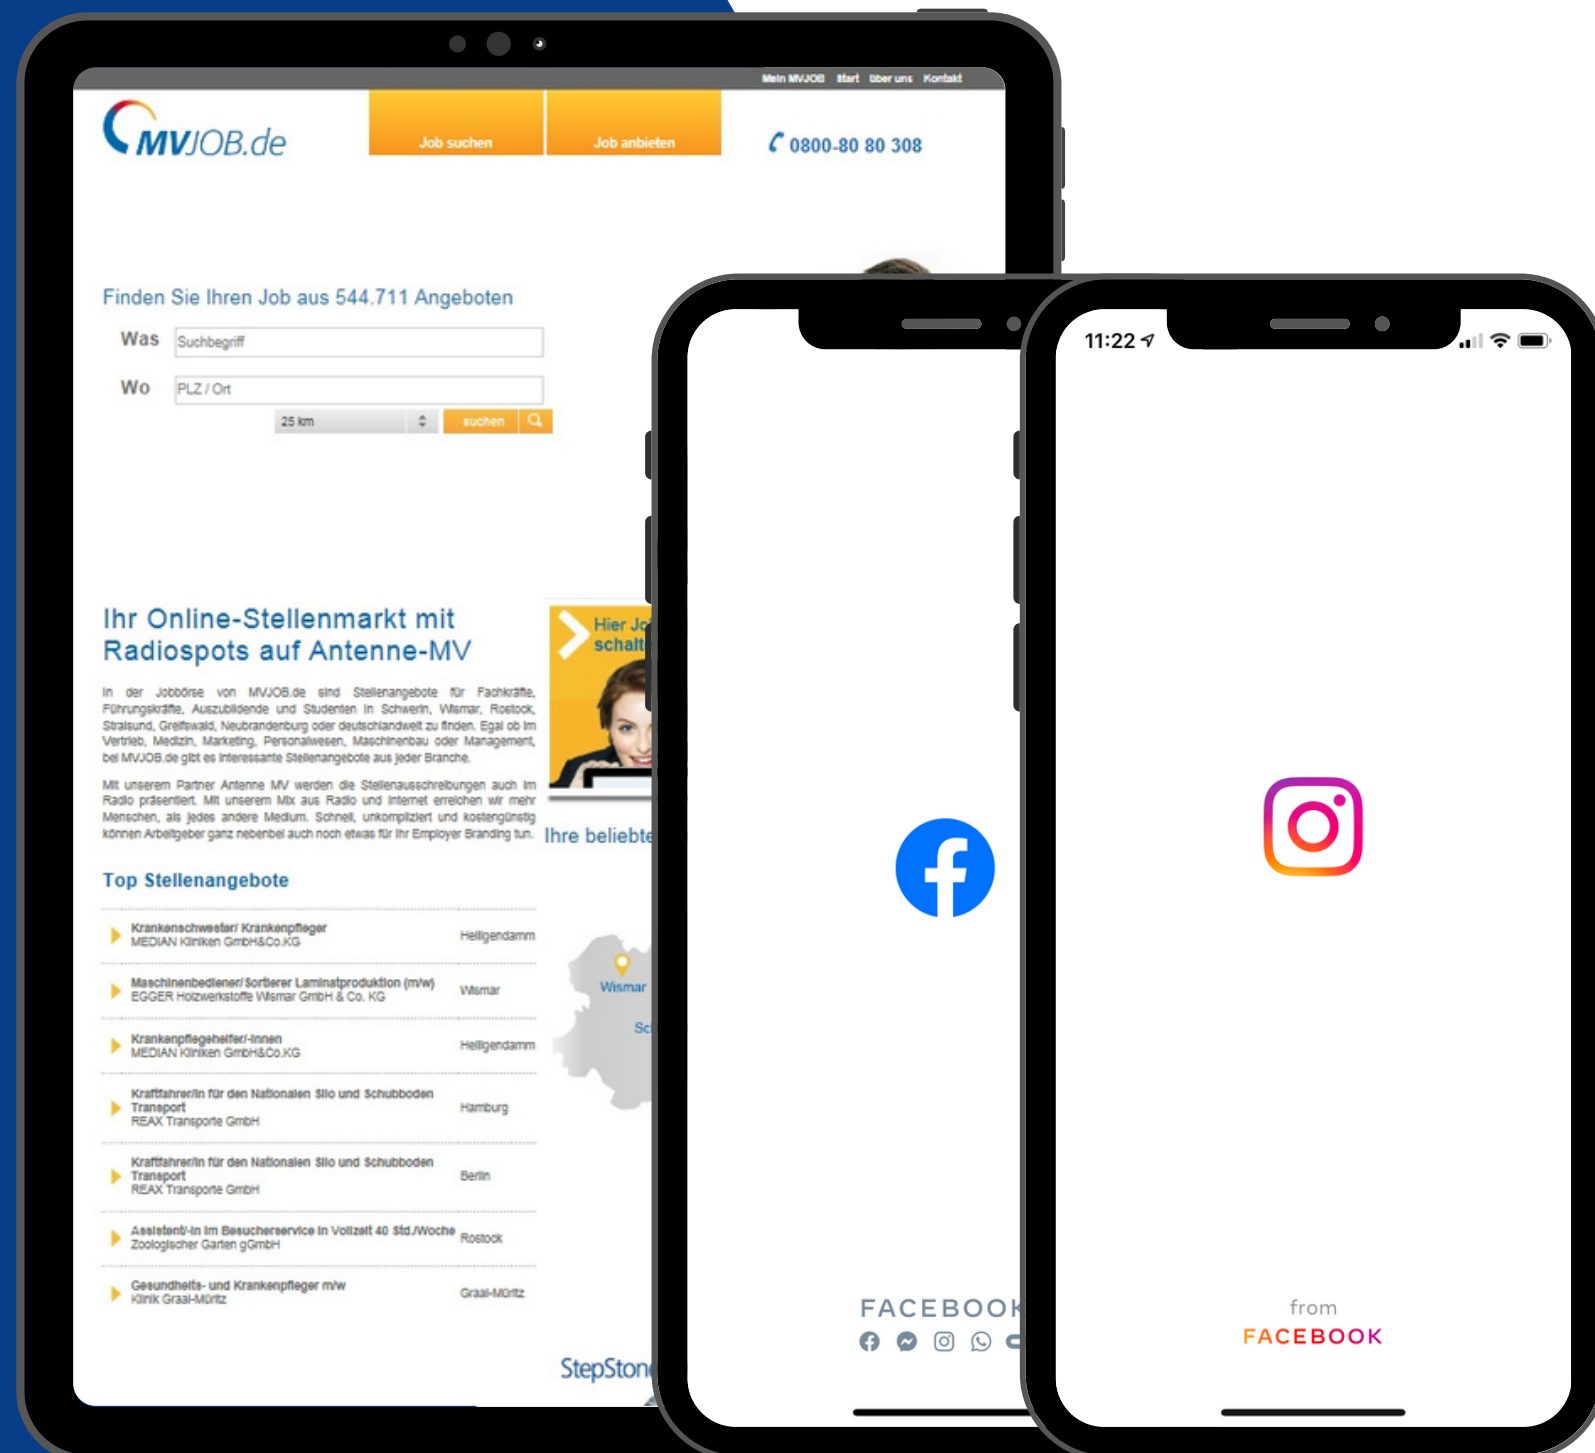 Mein MVJOB Start über uns Kontakt
MVJOB.de
Job suchen
Job anbieten
0800-80 80 308
Finden Sie Ihren Job aus 544.711 Angeboten
Was
Suchbegriff
Wo
PLZ / Ort
25 km
suchen
Ihr Online-Stellenmarkt mit
Radiospots auf Antenne-MV
In der Jobbörse von MVJOB.de sind Stellenangebote für Fachkräfte,
Führungskräfte, Auszubildende und Studenten in Schwerin, Wismar, Rostock,
Stralsund, Greifswald, Neubrandenburg oder deutschlandweit zu finden. Egal ob im
Vertrieb, Medizin, Marketing, Personalwesen, Maschinenbau oder Management,
bei MVJOB.de gibt es interessante Stellenangebote aus jeder Branche.
Mit unserem Partner Antenne MV werden die Stellenausschreibungen auch im
Radio präsentiert. Mit unserem Mix aus Radio und Internet erreichen wir mehr
Menschen, als jedes andere Medium. Schnell, unkompliziert und kostengünstig
können Arbeitgeber ganz nebenbei auch noch etwas für Ihr Employer Branding tun.
Hier Jo
schalt
Ihre beliebte
Top Stellenangebote
Krankenschwester/ Krankenpfleger
MEDIAN Kliniken GmbH&Co.KG
Heiligendamm
Maschinenbediener/Sortierer Laminatproduktion (m/w)
EGGER Holzwerkstoffe Wismar GmbH & Co. KG
Wismar
Krankenpflegehelfer/-innen
MEDIAN Kliniken GmbH&Co.KG
Heiligendamm
Kraftfahrer/in für den Nationalen Silo und Schubboden
Transport
REAX Transporte GmbH
Hamburg
Kraftfahrer/in für den Nationalen Silo und Schubboden
Transport
REAX Transporte GmbH
Berlin
Assistent/-in im Besucherservice in Vollzeit 40 Std./Woche
Zoologischer Garten gGmbH
Rostock
Gesundheits- und Krankenpfleger m/w
Klinik Graal-Müritz
Graal-Müritz
Wismar
Sc
StepSton
FACEBOOK
11:22
from
FACEBOOK